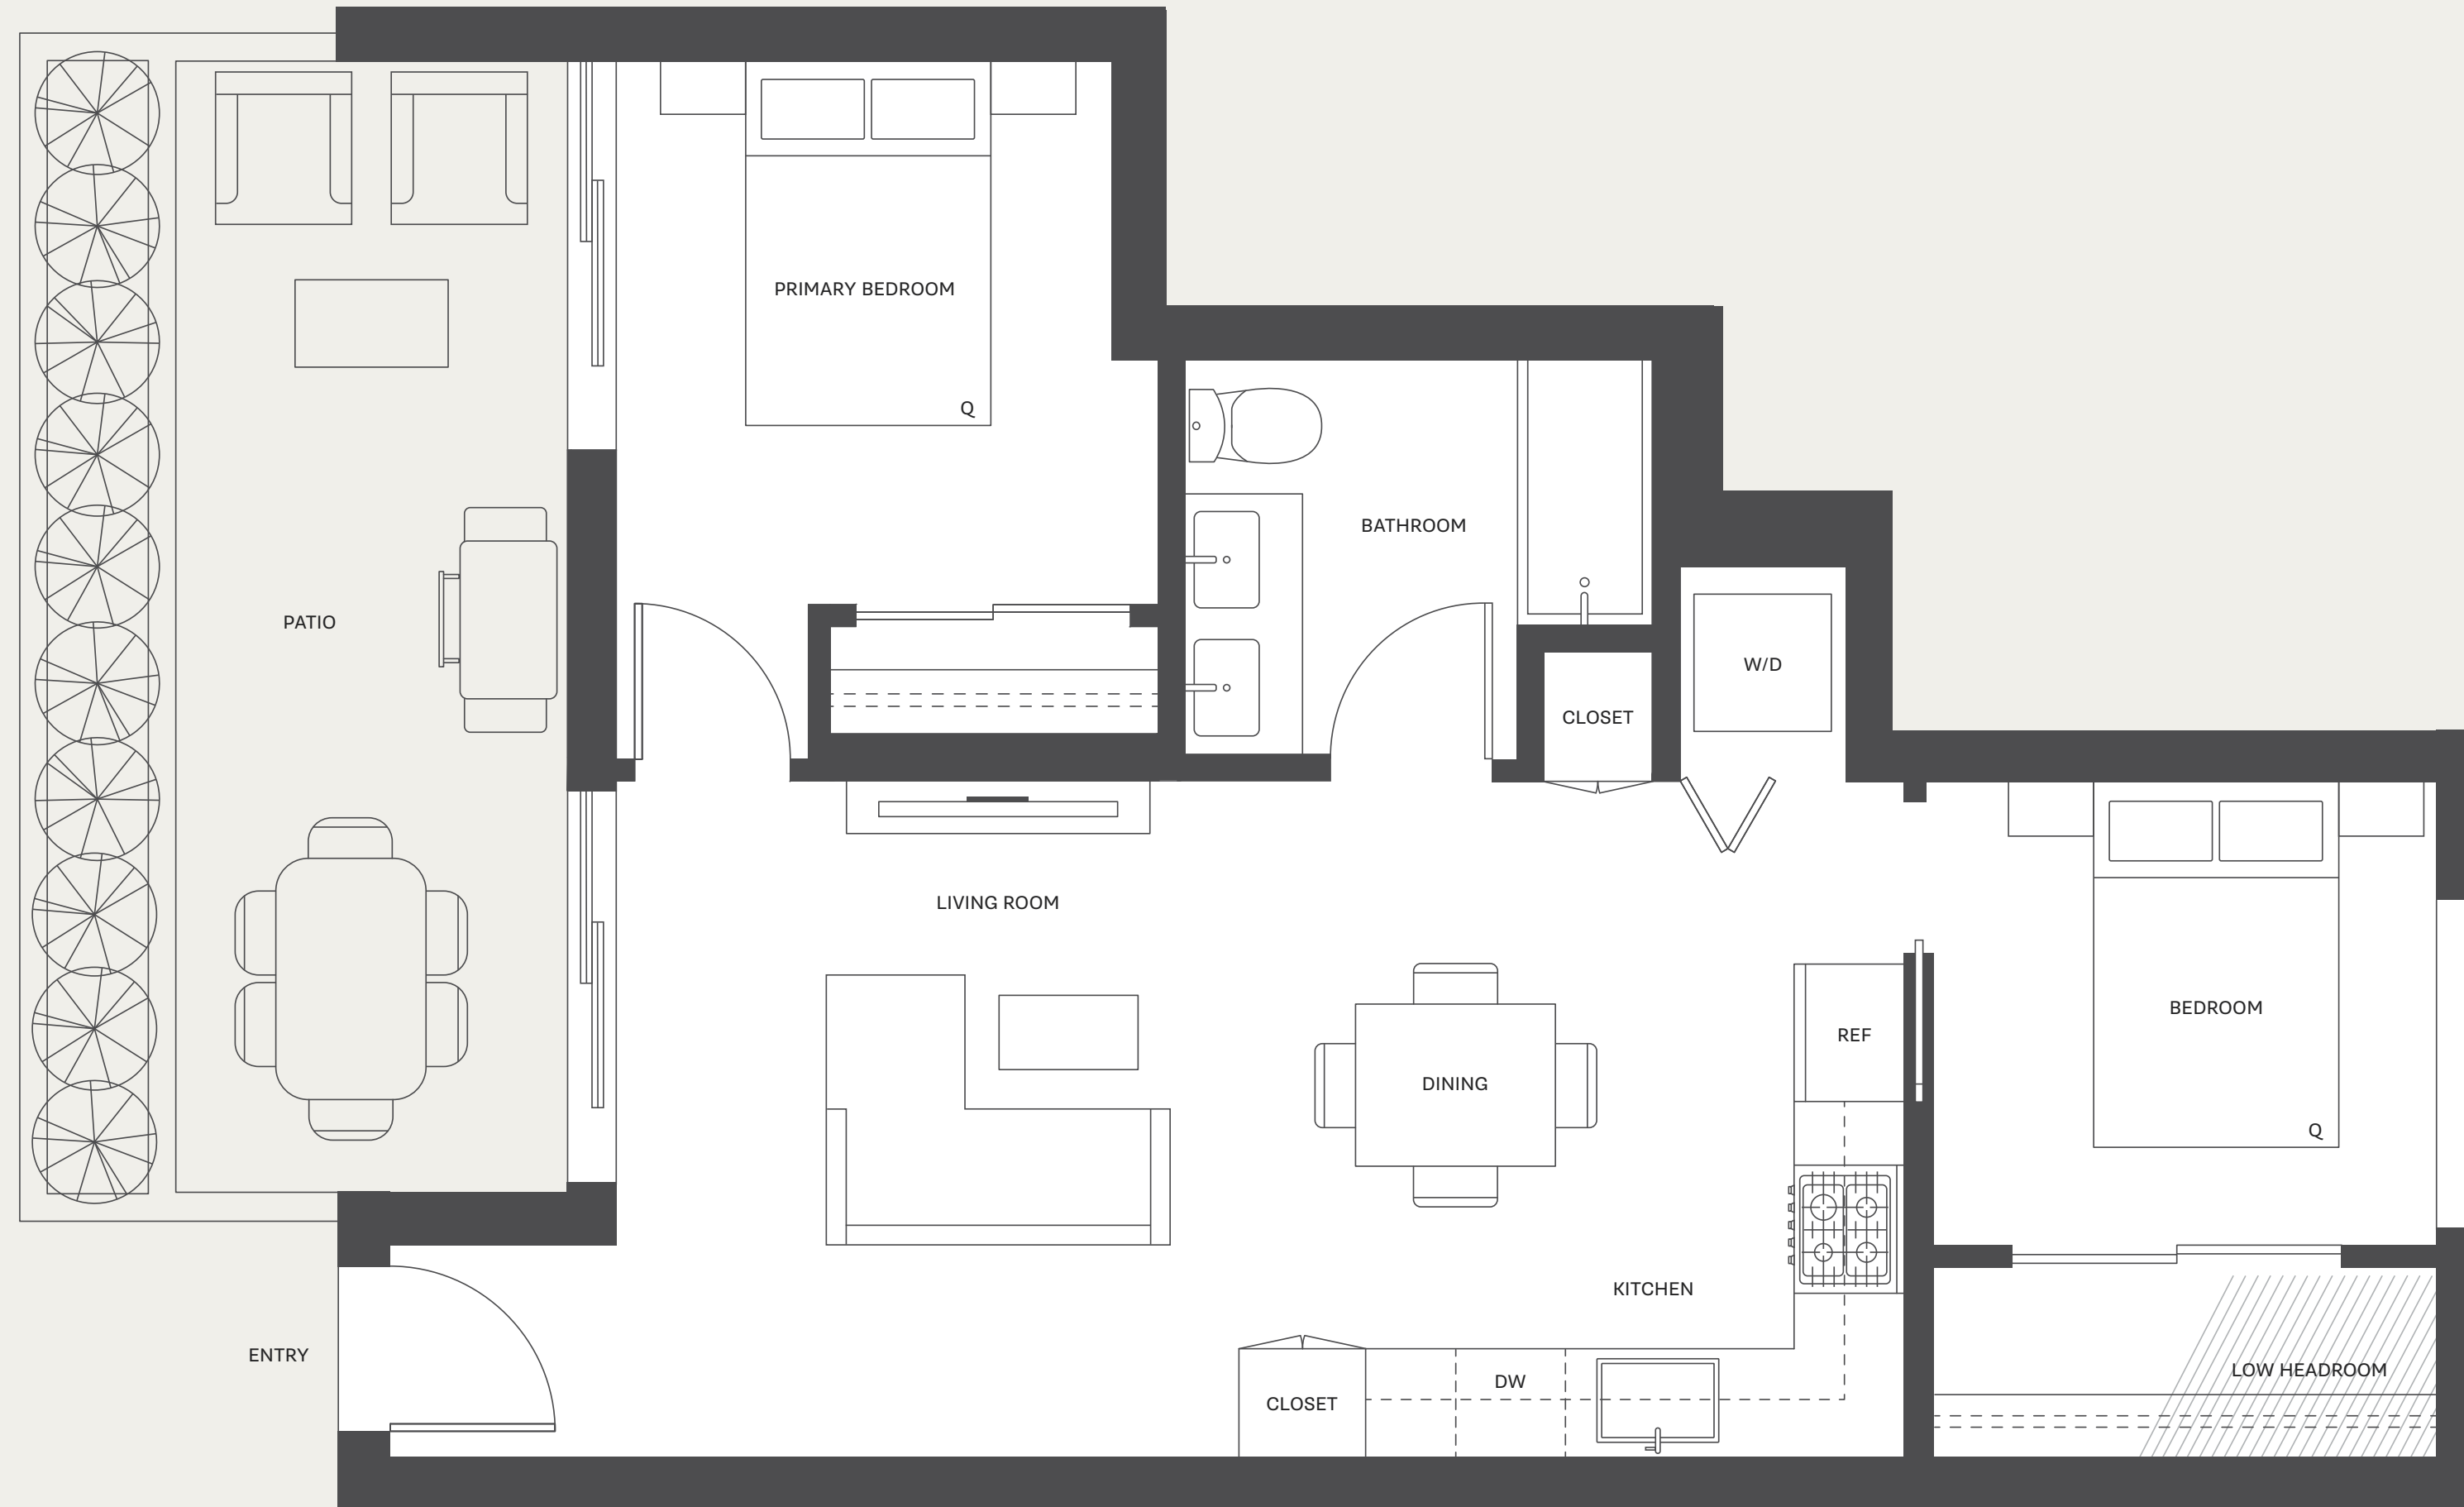 PRIMARY BEDROOM
Q
BATHROOM
PATIO
W/D
CLOSET
LIVING ROOM
BEDROOM
REF
DINING
Q
KITCHEN
ENTRY
LOW HEADROOM
DW
CLOSET